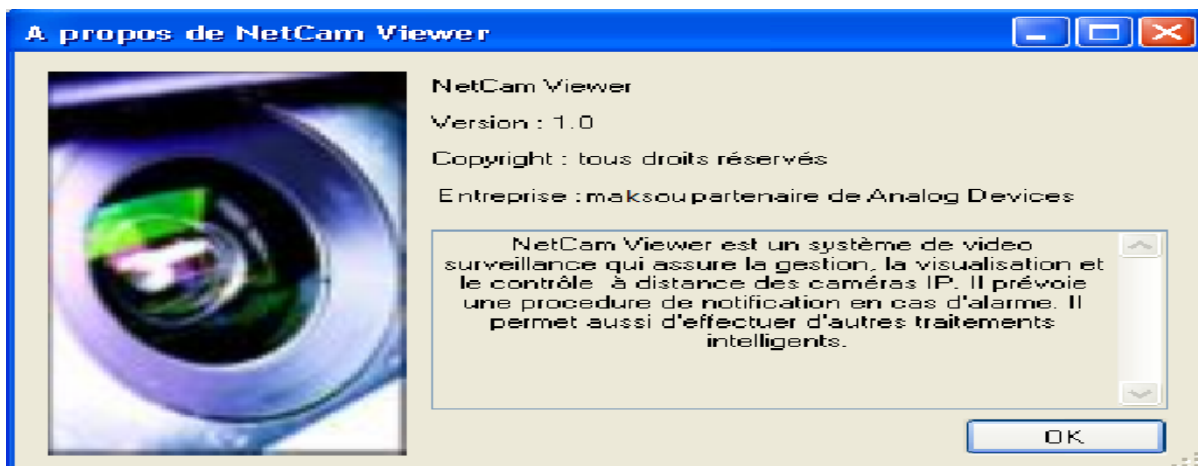 A propos de NetCam Viewer
NetCam Viewer
Version : 1.0
Copyright : tous droits réservés
Entreprise : maksou partenaire de Analog Devices
NetCam Viewer est un système de video
surveillance qui assure la gestion, la visualisation et
le contrôle à distance des caméras IP. Il prévoie
une procedure de notification en cas d'alarme. Il
permet aussi d'effectuer d'autres traitements
intelligents.
OK